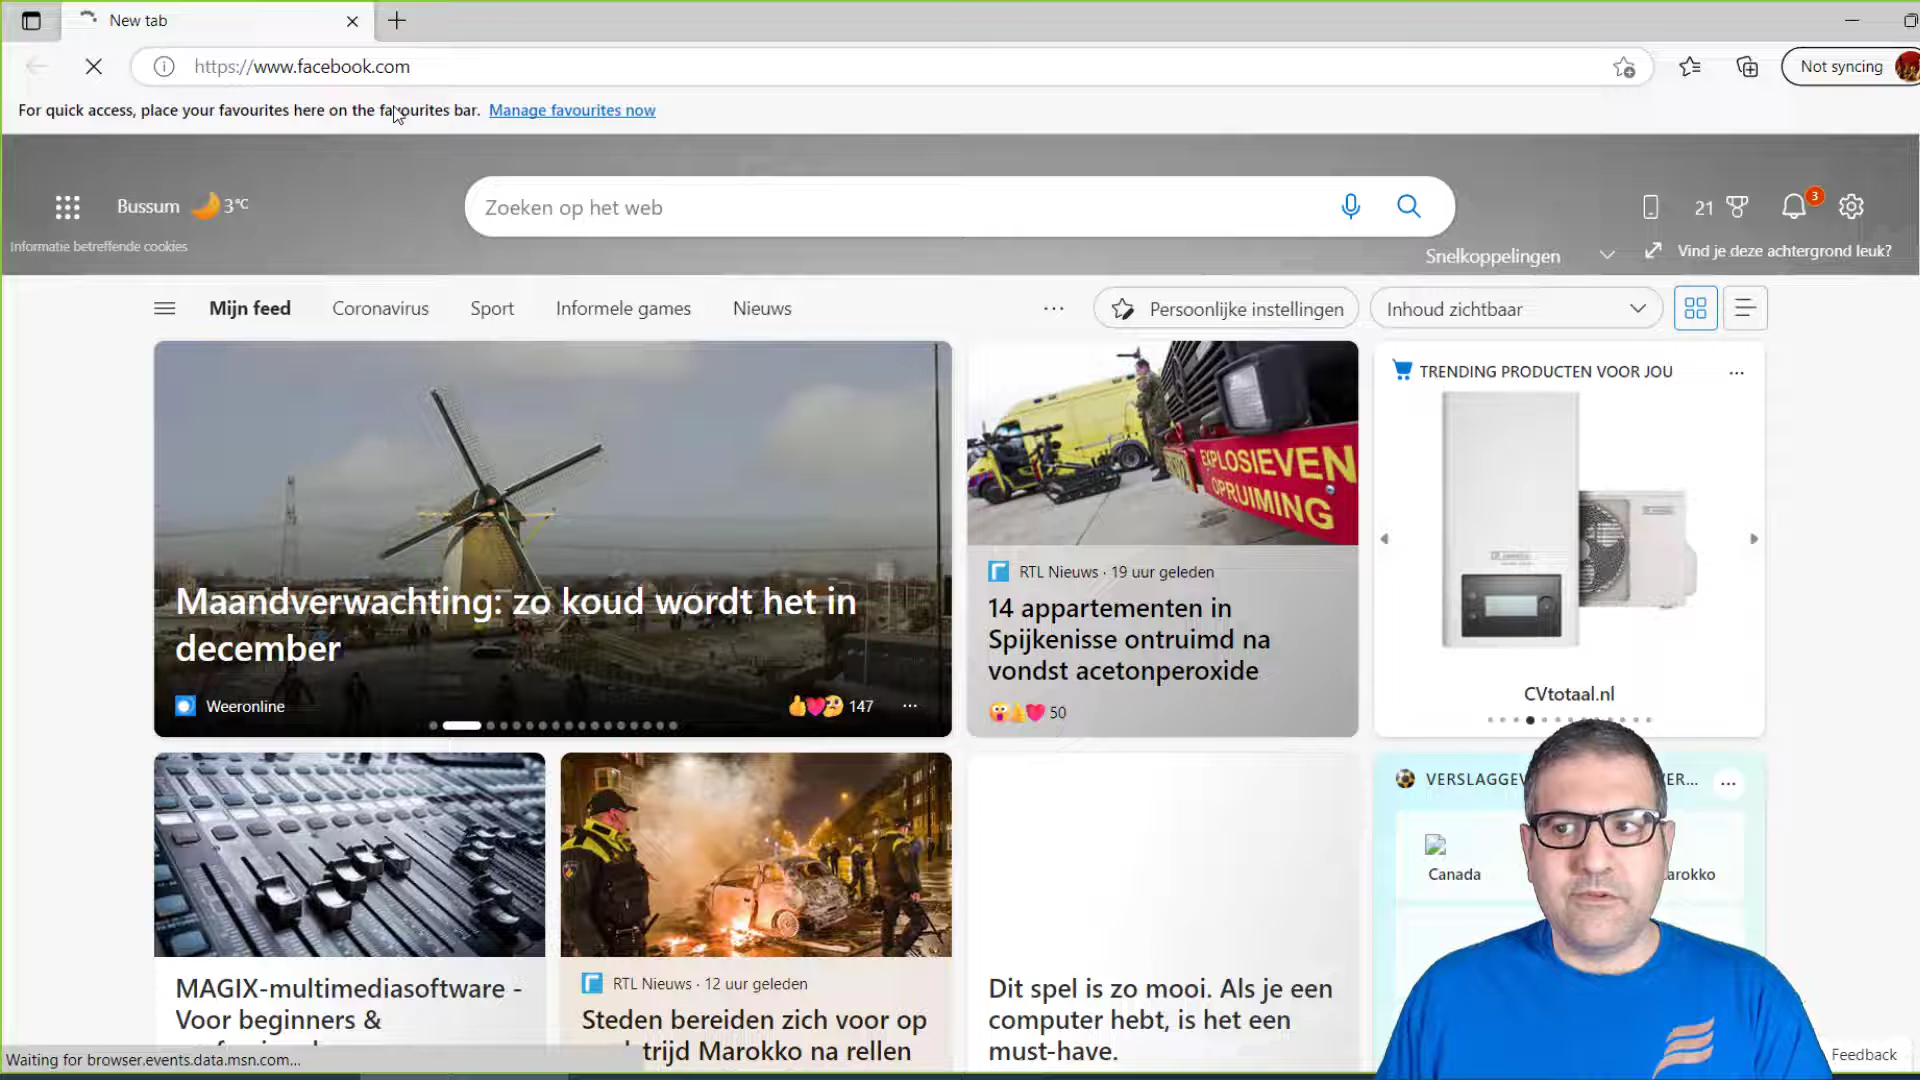 New tab
https://www.facebook.com
Not syncing
For quick access, place your favourites here on the favourites bar. Manage favourites now
Bussum 3°C
Zoeken op het web
21
3
Informatie betreffende cookies
Snelkoppelingen
Vind je deze achtergrond leuk?
Mijn feed
Coronavirus
Sport
Informele games
Nieuws
Persoonlijke instellingen
Inhoud zichtbaar
Maandverwachting: zo koud wordt het in
december
Weeronline
147
EXPLOSIEVEN
OPRUIMING
RTL Nieuws · 19 uur geleden
14 appartementen in
Spijkenisse ontruimd na
vondst acetonperoxide
50
TRENDING PRODUCTEN VOOR JOU
CVtotaal.nl
MAGIX-multimediasoftware -
Voor beginners &
RTL Nieuws · 12 uur geleden
Steden bereiden zich voor op
trijd Marokko na rellen
Dit spel is zo mooi. Als je een
computer hebt, is het een
must-have.
VERSLAGGEV
ER...
Canada
arokko
Feedback
Waiting for browser.events.data.msn.com...